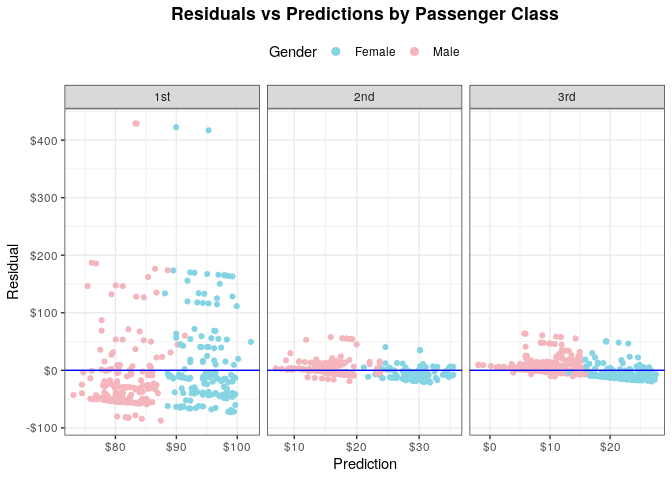 Residuals vs Predictions by Passenger Class
Gender Female Male
1st 2nd 3rd
$400
$300
$200
$100
$0
-$100
Residual
$80 $90 $100 $10 $20 $30 $0 $10 $20
Prediction